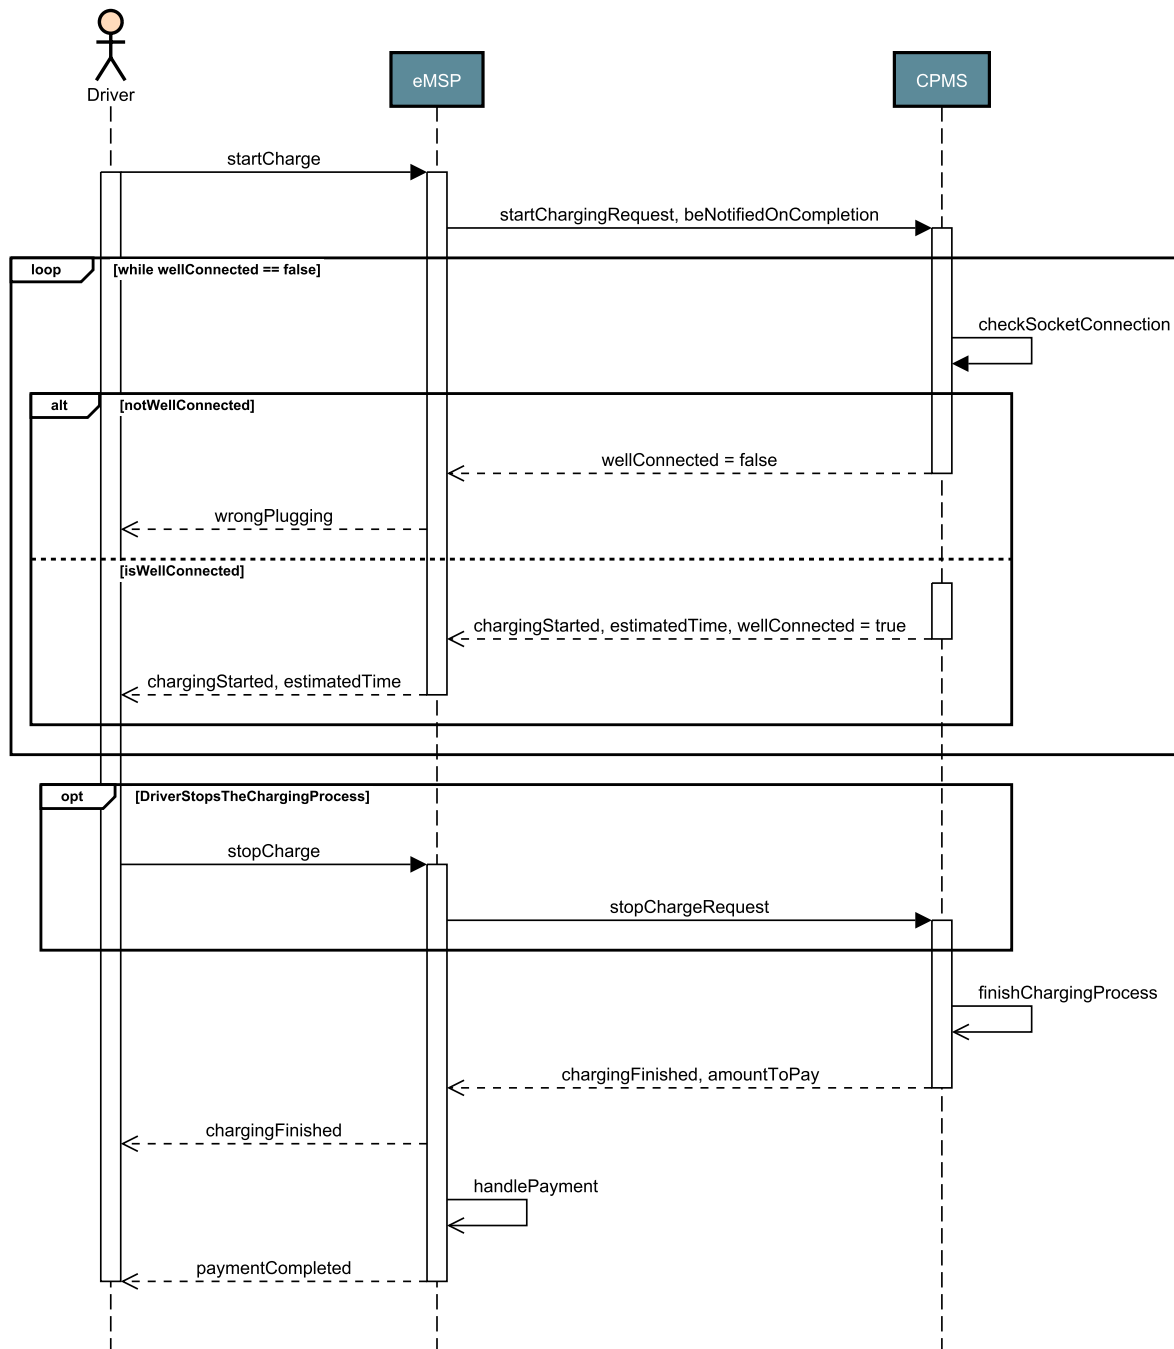 Driver
eMSP
CPMS
startCharge
startChargingRequest, beNotifiedOnCompletion
loop
[while wellConnected == false]
checkSocketConnection
alt
[notWellConnected]
wellConnected = false
wrongPlugging
[isWellConnected]
chargingStarted, estimatedTime, wellConnected = true
chargingStarted, estimatedTime
opt
[DriverStopsTheChargingProcess]
stopCharge
stopChargeRequest
finishChargingProcess
chargingFinished, amountToPay
chargingFinished
handlePayment
paymentCompleted